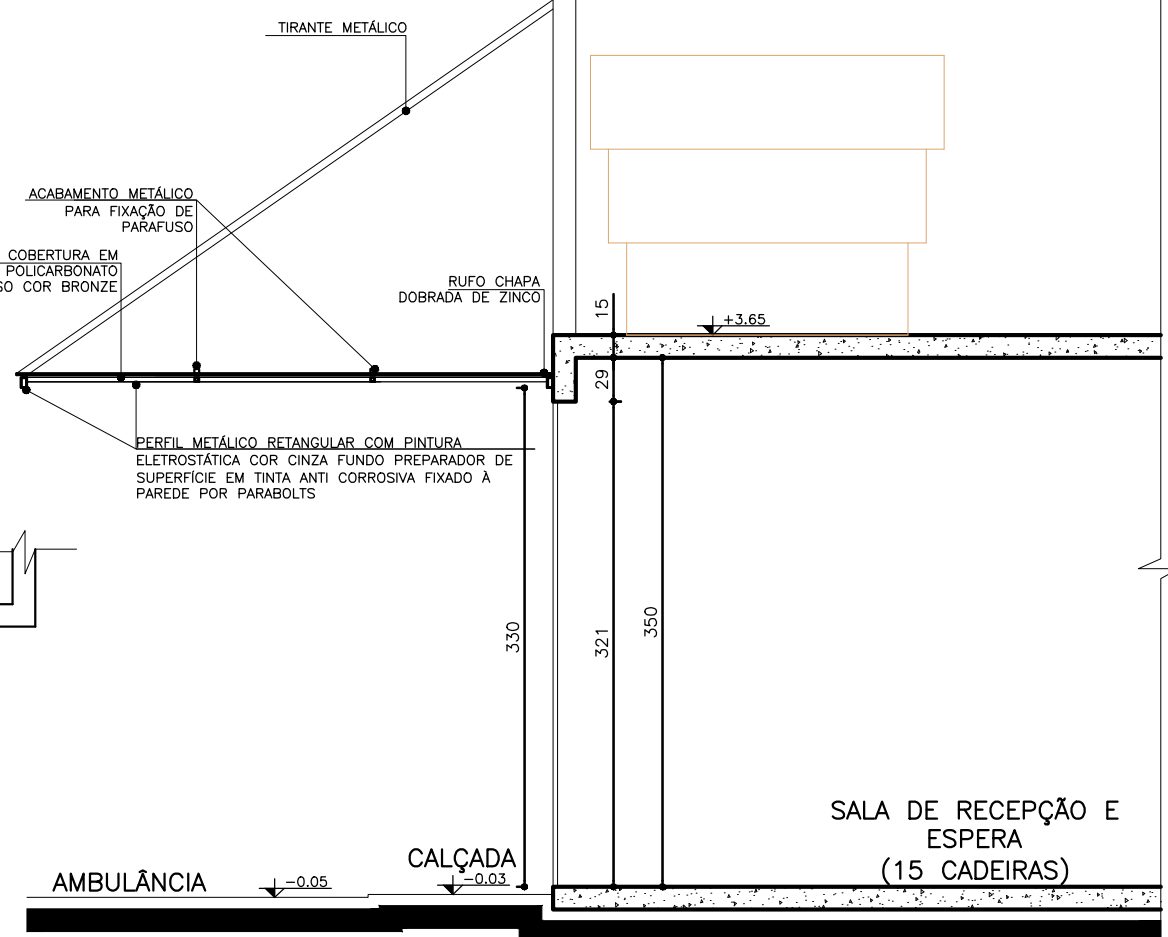 TIRANTE METÁLICO
ACABAMENTO METÁLICO
PARA FIXAÇÃO DE
PARAFUSO
COBERTURA EM
POLICARBONATO
COR BRONZE
RUFO CHAPA
DOBRADA DE ZINCO
15
+3.65
29
PERFIL METÁLICO RETANGULAR COM PINTURA
ELETROSTÁTICA COR CINZA FUNDO PREPARADOR DE
SUPERFÍCIE EM TINTA ANTI CORROSIVA FIXADO À
PAREDE POR PARABOLTS
330
321
350
SALA DE RECEPÇÃO E
ESPERA
(15 CADEIRAS)
CALÇADA
-0.03
AMBULÂNCIA
-0.05